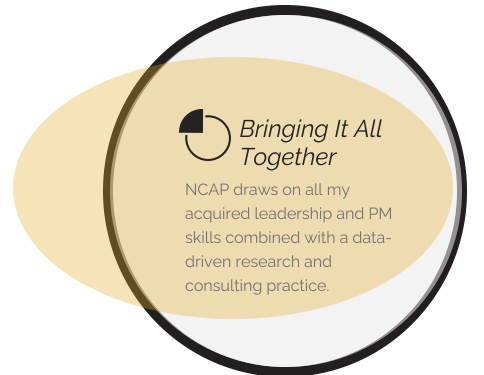 Bringing It All
Together
NCAP draws on all my
acquired leadership and PM
skills combined with a data-
driven research and
consulting practice.